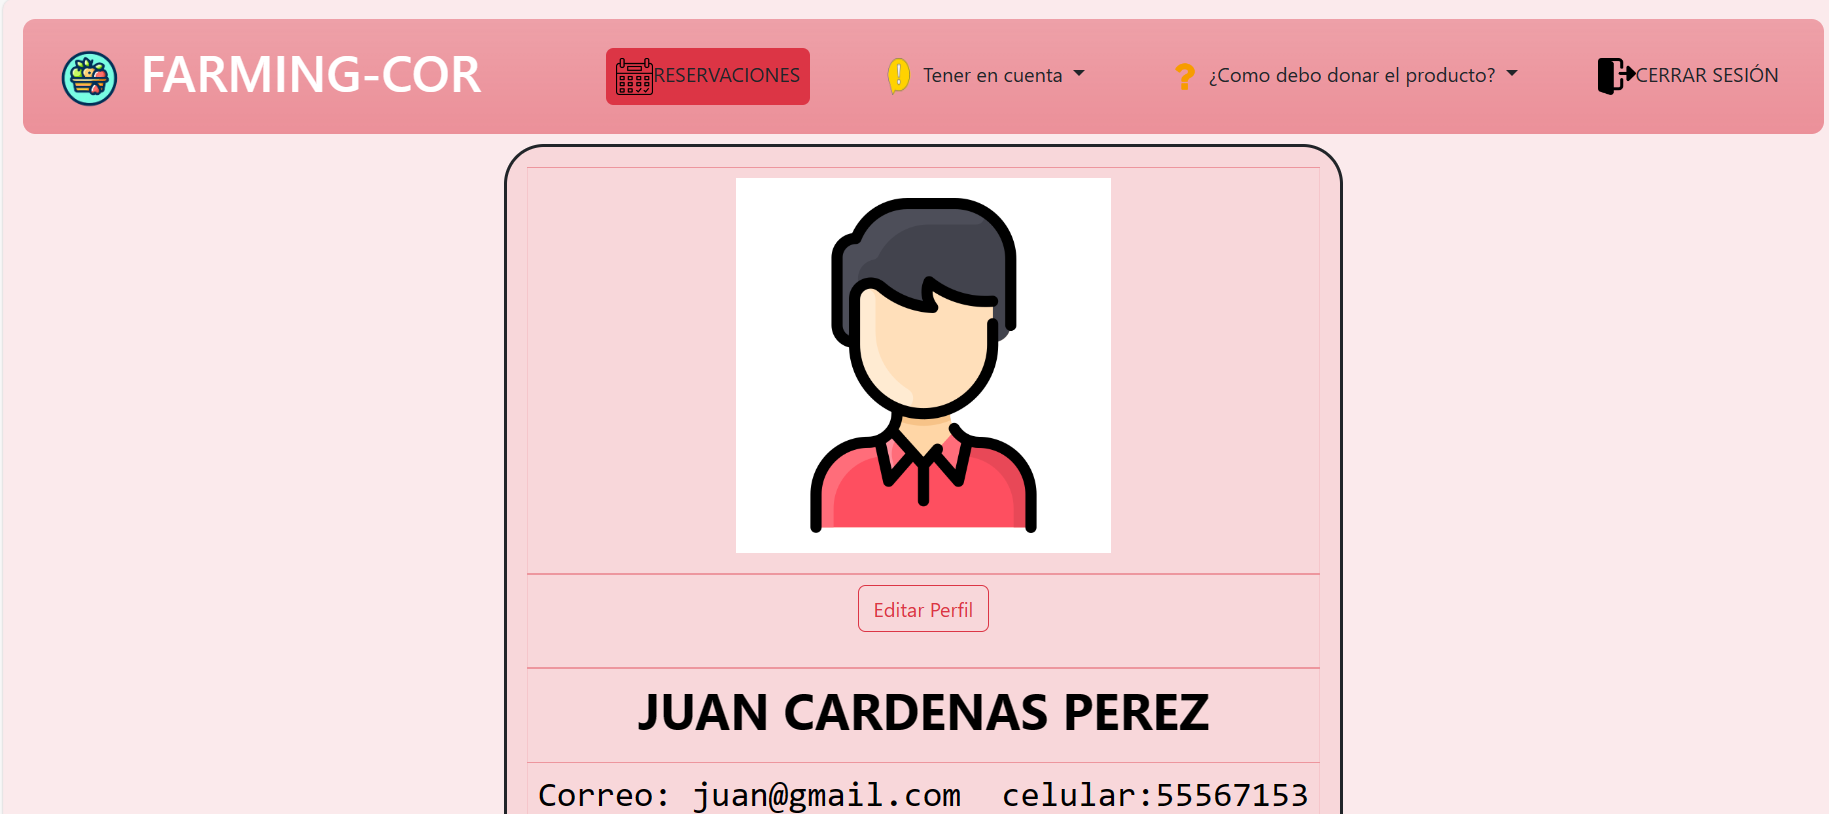 FARMING-COR
RESERVACIONES
Tener en cuenta
¿Como debo donar el producto?
CERRAR SESIÓN
Editar Perfil
JUAN CARDENAS PEREZ
Correo: juan@gmail.com celular:55567153